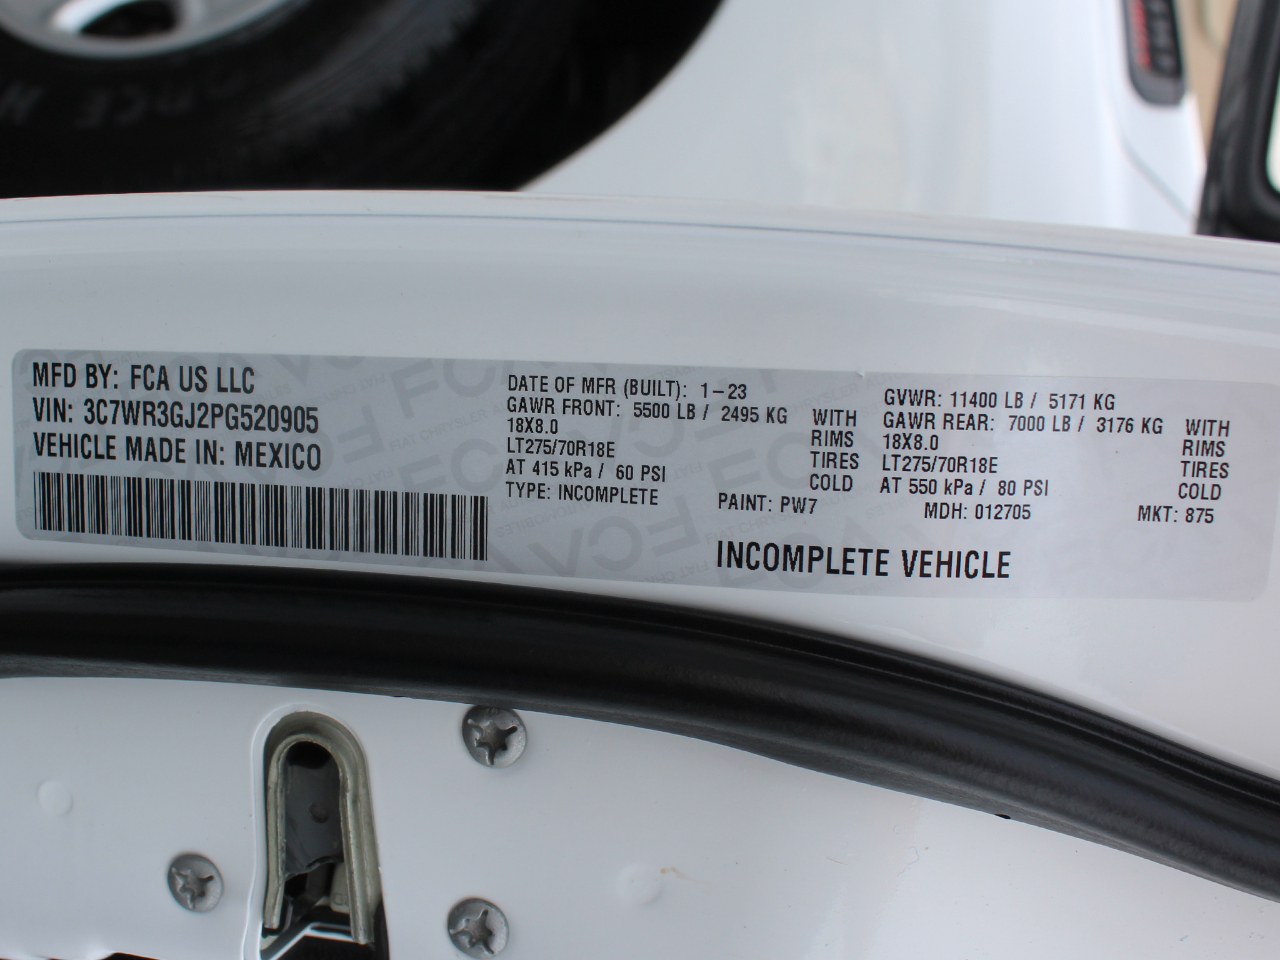 MFD BY: FCA US LLC
VIN: 3C7WR3GJ2PG520905
VEHICLE MADE IN: MEXICO
DATE OF MFR (BUILT): 1-23
GAWR FRONT: 5500 LB / 2495 KG WITH
18X8.0 RIMS
LT275/70R18E TIRES
AT 415 kPa / 60 PSI COLD
TYPE: INCOMPLETE
GVWR: 11400 LB / 5171 KG
GAWR REAR: 7000 LB / 3176 KG WITH
18X8.0 RIMS
LT275/70R18E TIRES
AT 550 kPa / 80 PSI COLD
PAINT: PW7 MDH: 012705 MKT: 875
INCOMPLETE VEHICLE